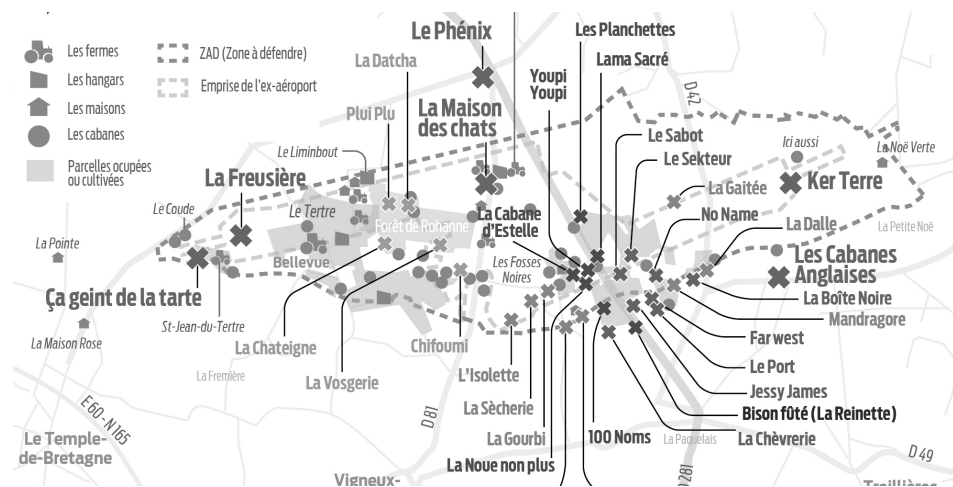 Les fermes
Les hangars
Les maisons
Les cabanes
Parcelles occupées
ou cultivées
ZAD (Zone à défendre)
Emprise de l'ex-aéroport
Le Phénix
Les Planchettes
La Datcha
Lama Sacré
Youpi
Youpi
D 42
Plui Plu
La Maison
des chats
Le Sabot
Ici aussi
La Noë Verte
Le Liminbout
Le Sekteur
La Freusière
La Gaitée
Ker Terre
Le Coude
Le Tertre
La Cabane
d'Estelle
No Name
La Dalle
Forêt de Rohanne
La Petite Noë
La Pointe
Bellevue
Les Fosses
Noires
Les Cabanes
Anglaises
Ça geint de la tarte
La Boîte Noire
St-Jean-du-Tertre
Mandragore
La Maison Rose
La Chateigne
Chifoumi
Far west
La Fremière
La Vosgerie
L'Isolette
Le Port
Jessy James
E60 - N165
D 81
La Sècherie
Bison fûté (La Reinette)
Le Temple-
de-Bretagne
La Gourbi
100 Noms
La Paquelais
La Chèvrerie
La Noue non plus
D 49
Vigneux-
D281
Treillières